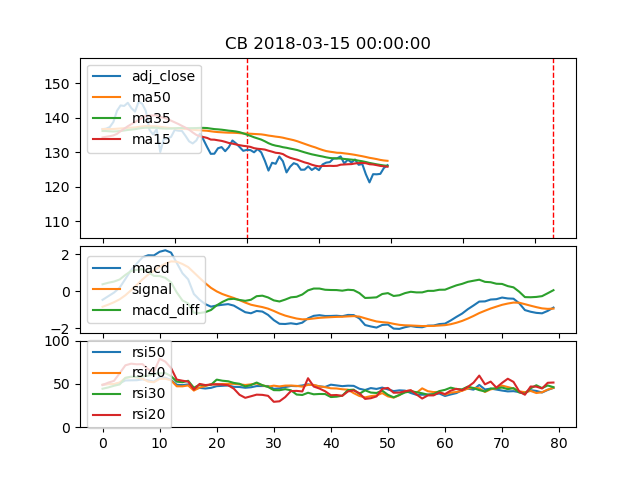 CB 2018-03-15 00:00:00
150
140
130
120
110
adj_close
ma50
ma35
ma15
2
0
−2
macd
signal
macd_diff
100
50
0
rsi50
rsi40
rsi30
rsi20
0 10 20 30 40 50 60 70 80